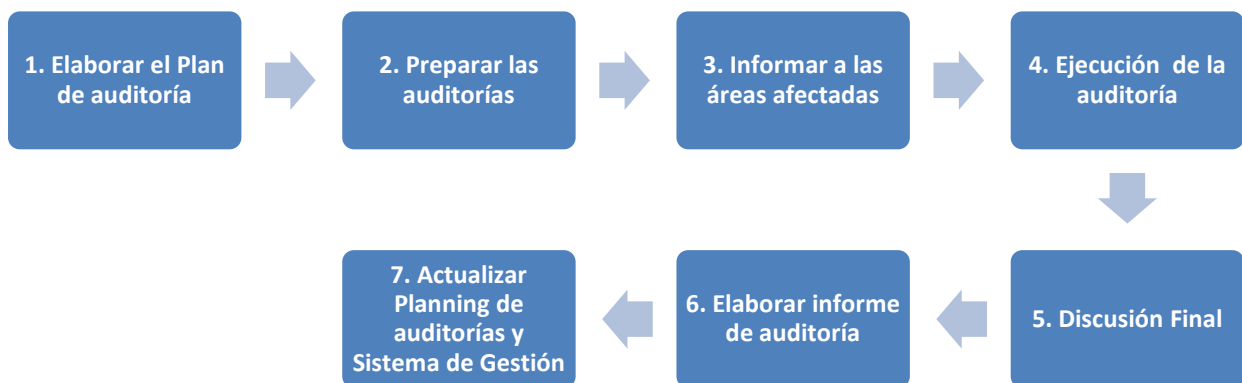 1. Elaborar el Plan
de auditoría
2. Preparar las
auditorías
3. Informar a las
áreas afectadas
4. Ejecución de la
auditoría
5. Discusión Final
6. Elaborar informe
de auditoría
7. Actualizar
Planning de
auditorías y
Sistema de Gestión